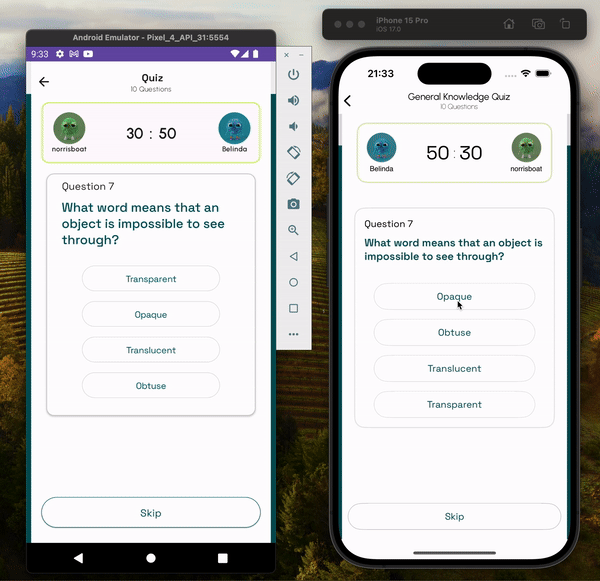 Android Emulator - Pixel_4_API_31:5554
9:33
Quiz
10 Questions
30 : 50
norrisboat
Belinda
Question 7
What word means that an
object is impossible to see
through?
Transparent
Opaque
Translucent
Obtuse
Skip
iPhone 15 Pro
iOS 17.0
21:33
General Knowledge Quiz
10 Questions
50 : 30
Belinda
norrisboat
Question 7
What word means that an object is
impossible to see through?
Opaque
Obtuse
Translucent
Transparent
Skip